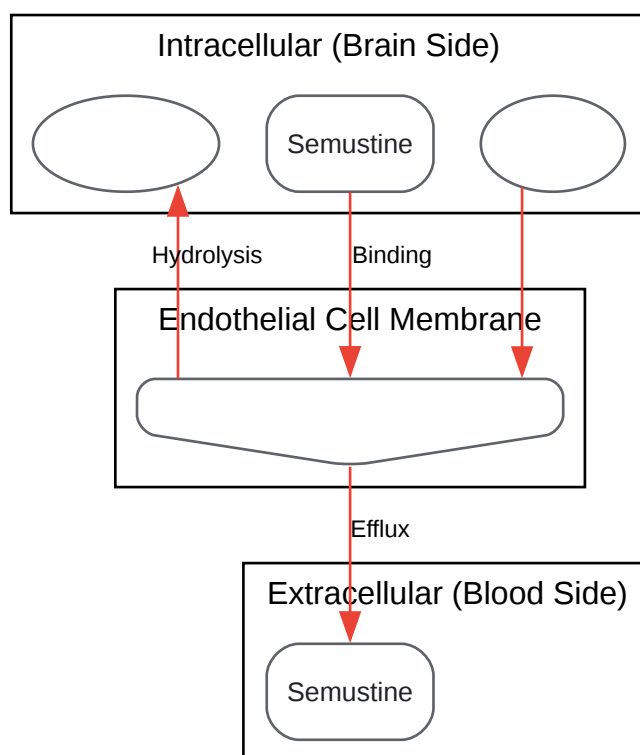 Intracellular (Brain Side)
Semustine
Hydrolysis
Binding
Endothelial Cell Membrane
Efflux
Extracellular (Blood Side)
Semustine